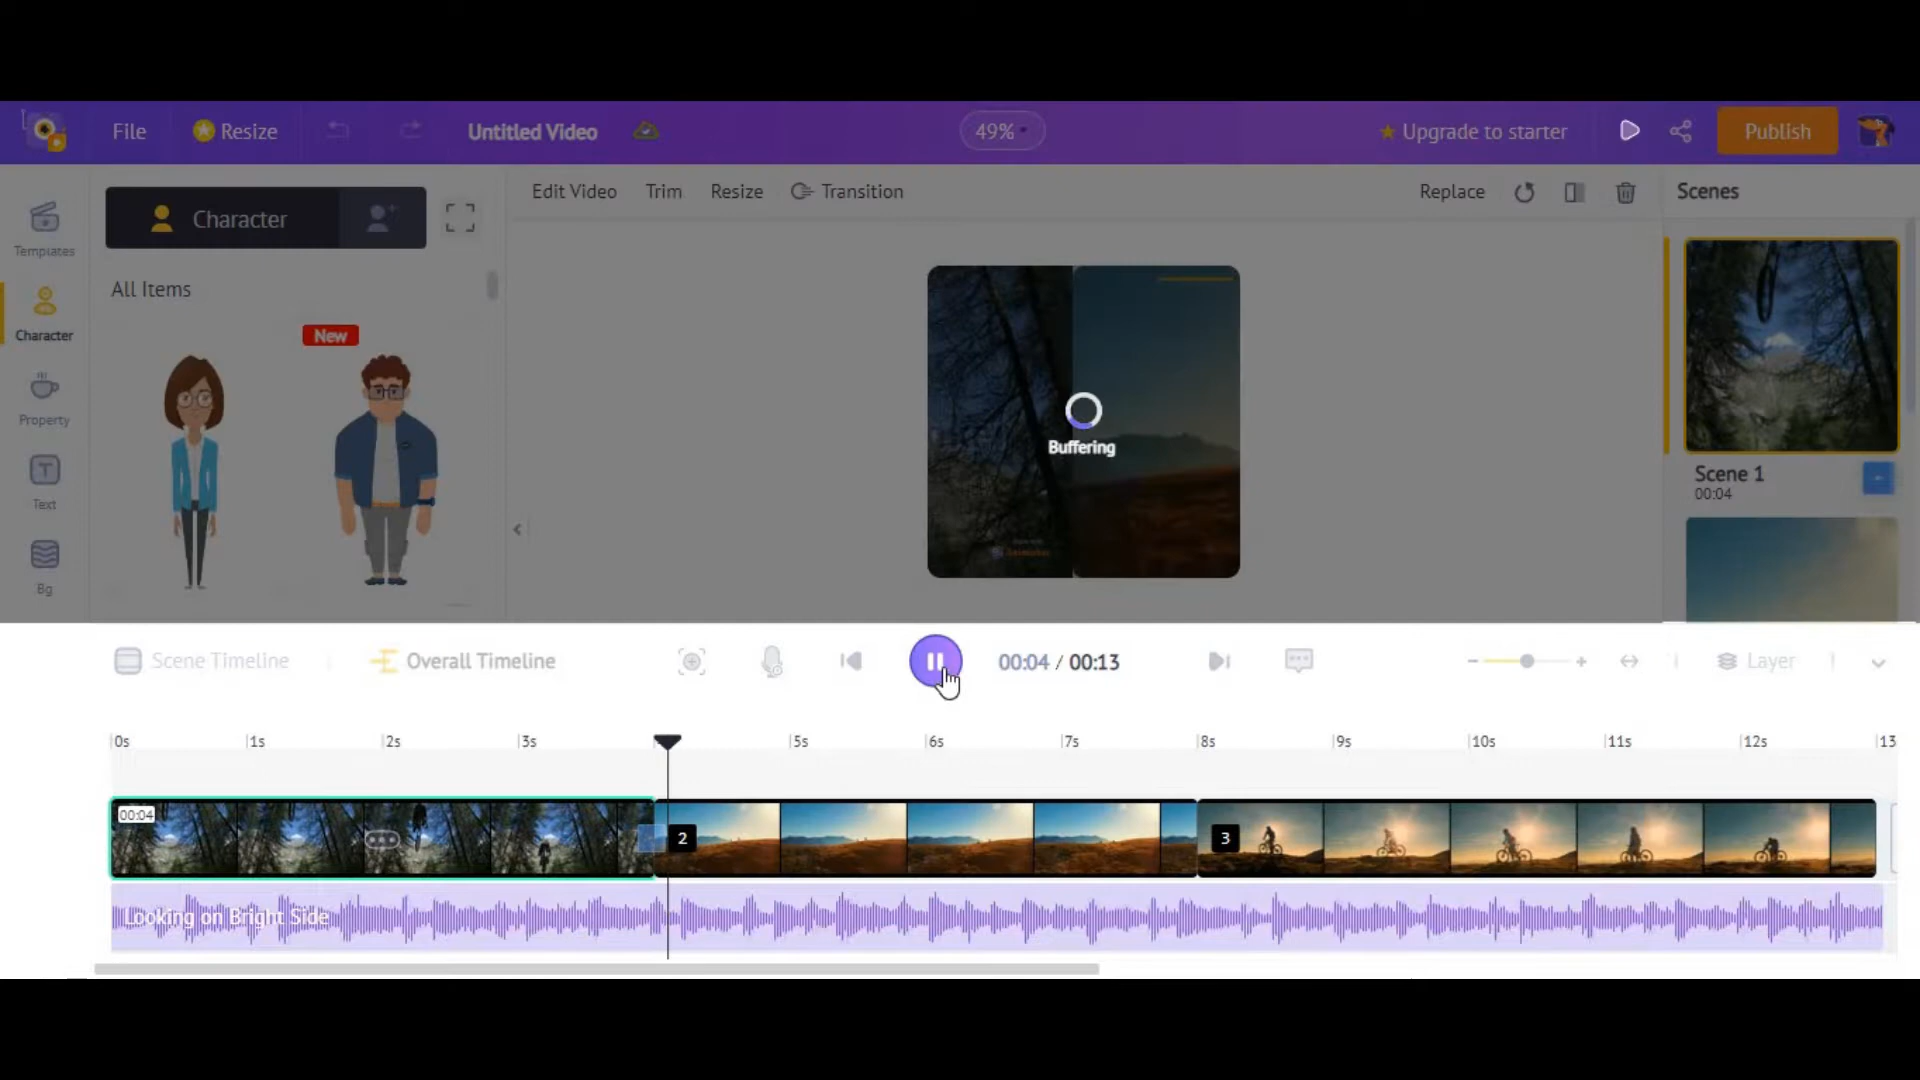 File
Resize
Untitled Video
49%
Upgrade to starter
Publish
Templates
Character
Property
Text
Bg
Character
All Items
New
Edit Video
Trim
Resize
Transition
Replace
Scenes
Buffering
Scene 1
00:04
Scene Timeline
Overall Timeline
00:04 / 00:13
Layer
0s 1s 2s 3s 5s 6s 7s 8s 9s 10s 11s 12s 13
00:04
2
3
Looking on Bright Side